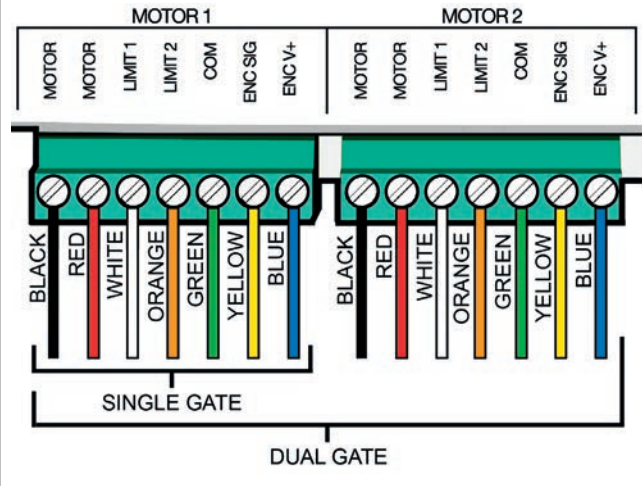 MOTOR 1 MOTOR 2
MOTOR MOTOR LIMIT 1 LIMIT 2 COM ENC SIG ENC V+ MOTOR MOTOR LIMIT 1 LIMIT 2 COM ENC SIG ENC V+
BLACK RED WHITE ORANGE GREEN YELLOW BLUE BLACK RED WHITE ORANGE GREEN YELLOW BLUE
SINGLE GATE
DUAL GATE